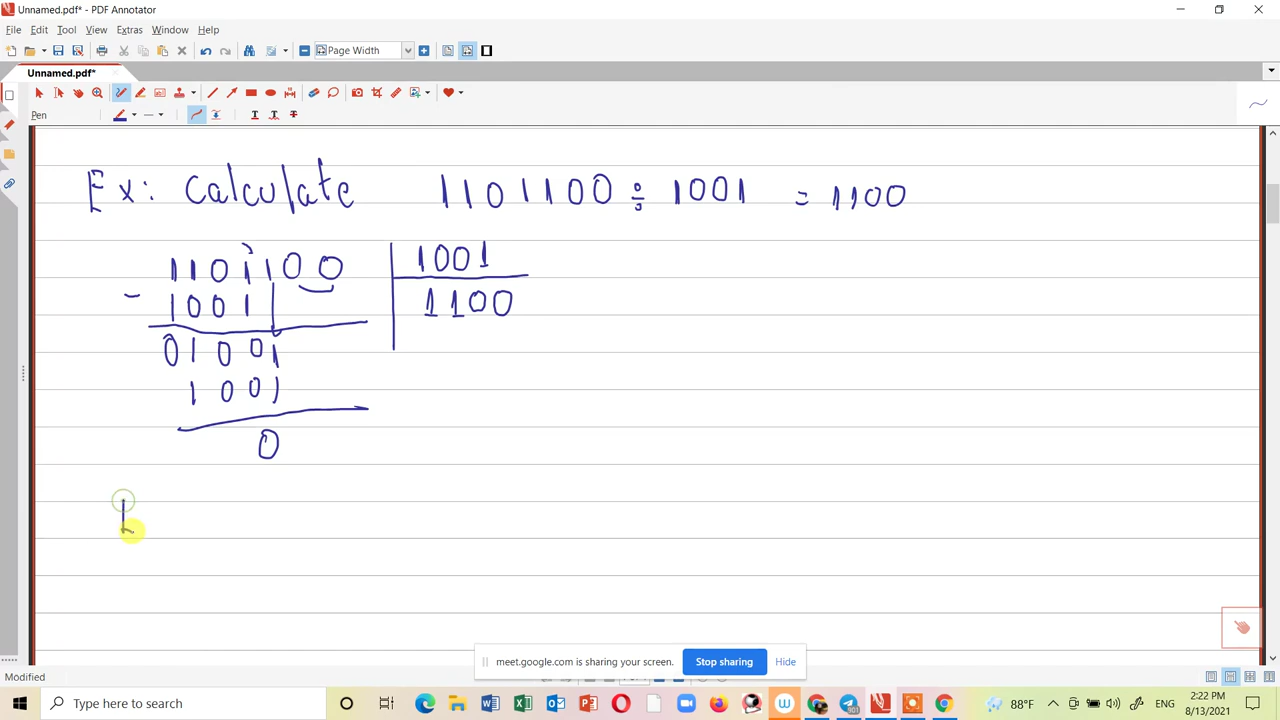 Unnamed.pdf* - PDF Annotator
File Edit Tool View Extras Window Help
Page Width
Unnamed.pdf*
Pen
Ex: Calculate 1101100 ÷ 1001 = 1100
1101100 1001
- 1001 1100
01001
1001
0
meet.google.com is sharing your screen. Stop sharing Hide
Modified
Type here to search
88°F ENG 2:22 PM
8/13/2021